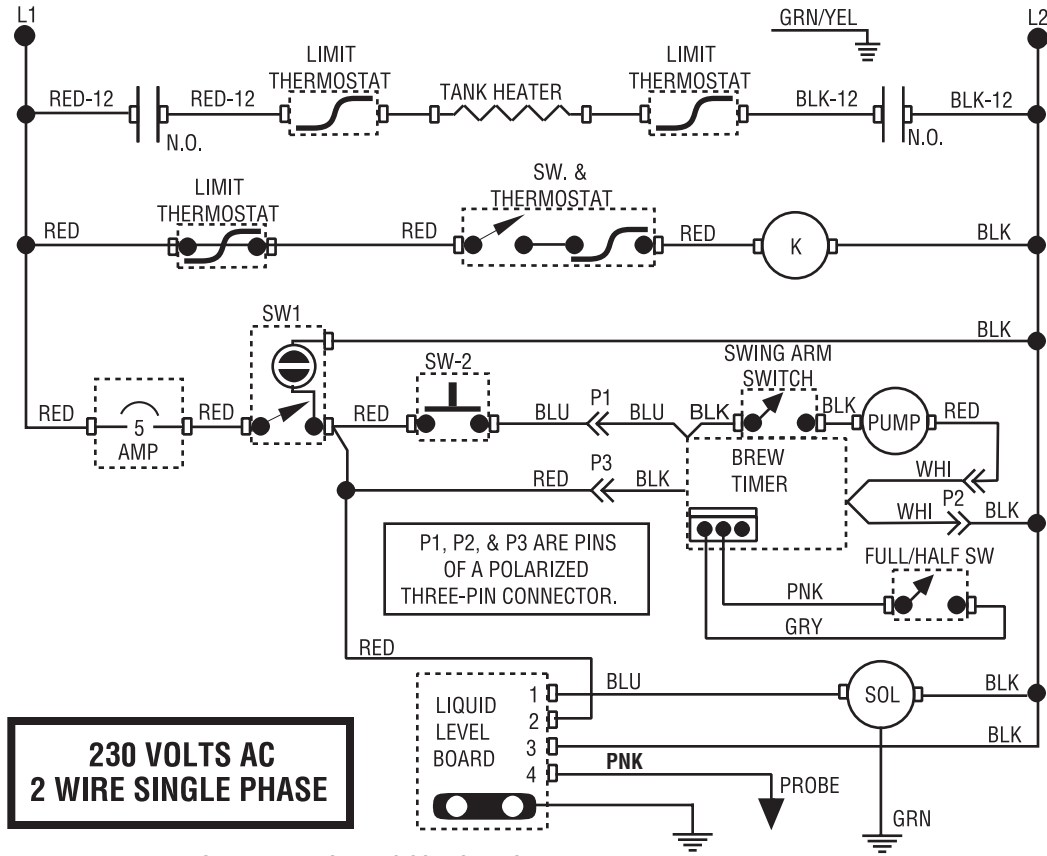 L1
GRN/YEL
L2
LIMIT
THERMOSTAT
TANK HEATER
LIMIT
THERMOSTAT
RED-12
RED-12
BLK-12
BLK-12
N.O.
N.O.
LIMIT
THERMOSTAT
SW. &
THERMOSTAT
RED
RED
RED
K
BLK
SW1
BLK
SW-2
SWING ARM
SWITCH
RED
5
AMP
RED
RED
BLU
P1
BLU
BLK
BLK
PUMP
RED
P3
RED
BLK
BREW
TIMER
WHI
WHI
P2
BLK
P1, P2, & P3 ARE PINS
OF A POLARIZED
THREE-PIN CONNECTOR.
FULL/HALF SW
PNK
GRY
RED
LIQUID
LEVEL
BOARD
1
2
3
4
BLU
SOL
BLK
BLK
PNK
PROBE
GRN
230 VOLTS AC
2 WIRE SINGLE PHASE